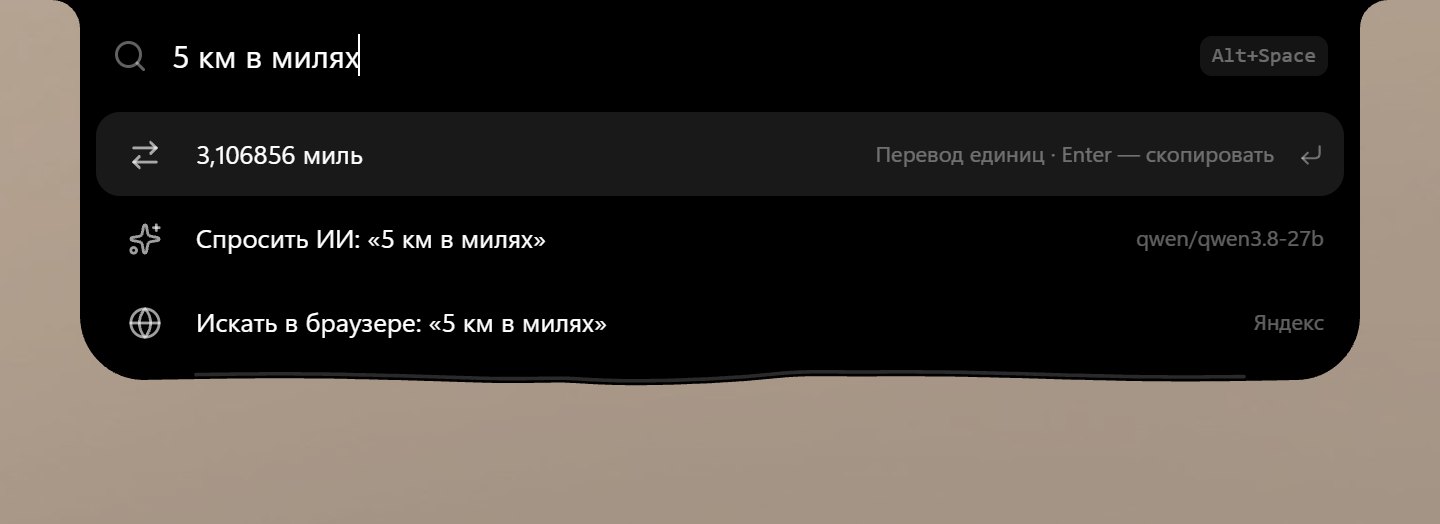 5 км в милях Alt+Space
3,106856 миль Перевод единиц · Enter — скопировать
Спросить ИИ: «5 км в милях» qwen/qwen3.8-27b
Искать в браузере: «5 км в милях» Яндекс